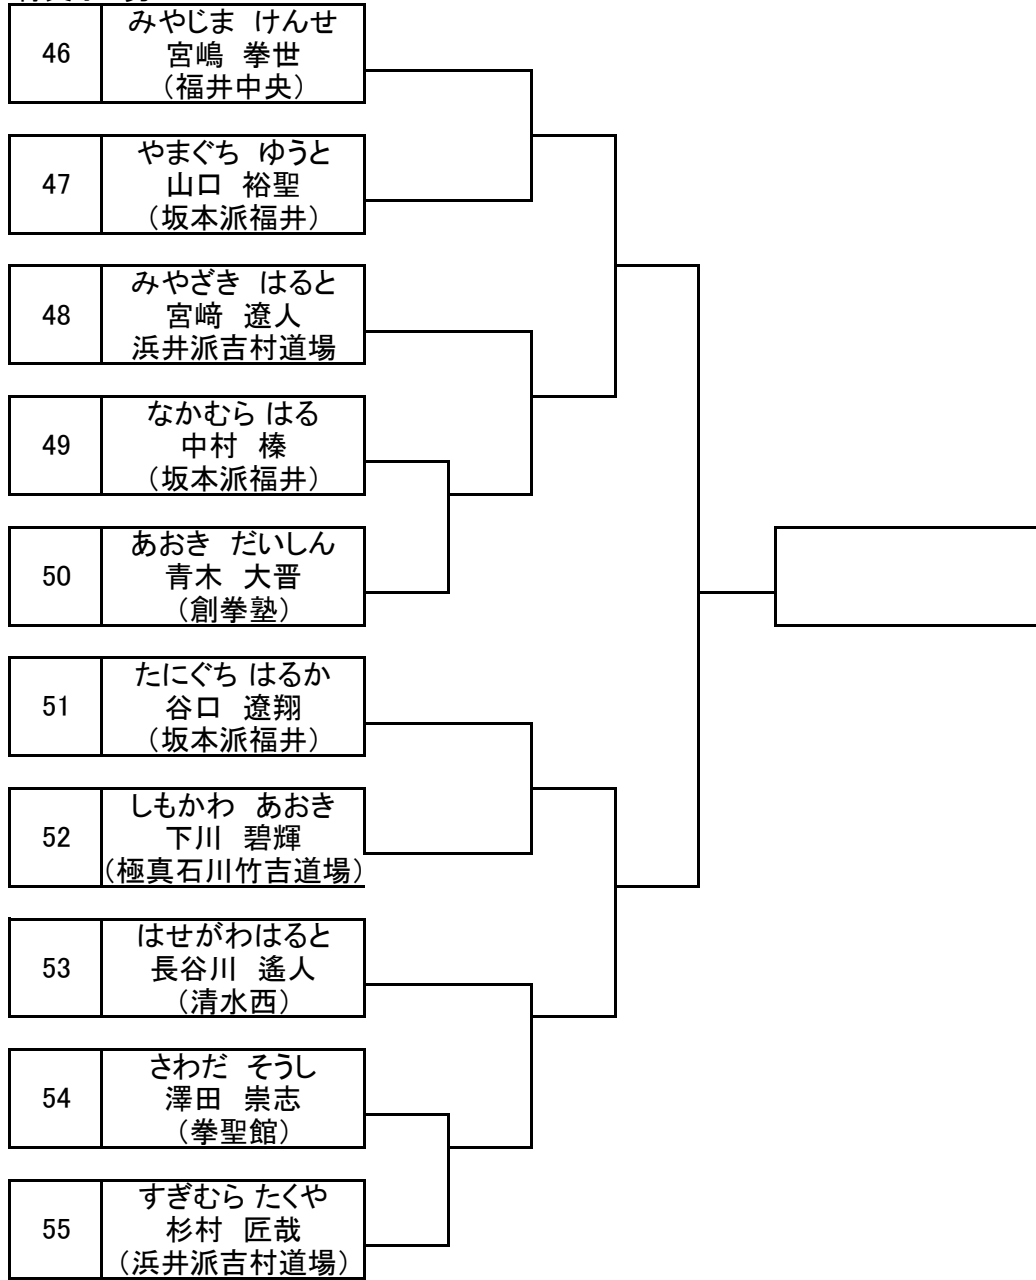 みやじま けんせ
46
宮嶋 拳世
（福井中央）
やまぐち ゆうと
47
山口 裕聖
（坂本派福井）
みやざき はると
48
宮﨑 遼人
浜井派吉村道場
なかむら はる
49
中村 榛
（坂本派福井）
あおき だいしん
50
青木 大晋
（創拳塾）
たにぐち はるか
51
谷口 遼翔
（坂本派福井）
しもかわ あおき
52
下川 碧輝
（極真石川竹吉道場）
はせがわはると
53
長谷川 遙人
（清水西）
さわだ そうし
54
澤田 崇志
（拳聖館）
すぎむら たくや
55
杉村 匠哉
（浜井派吉村道場）